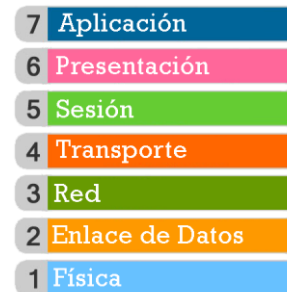 7 Aplicación
6 Presentación
5 Sesión
4 Transporte
3 Red
2 Enlace de Datos
1 Física